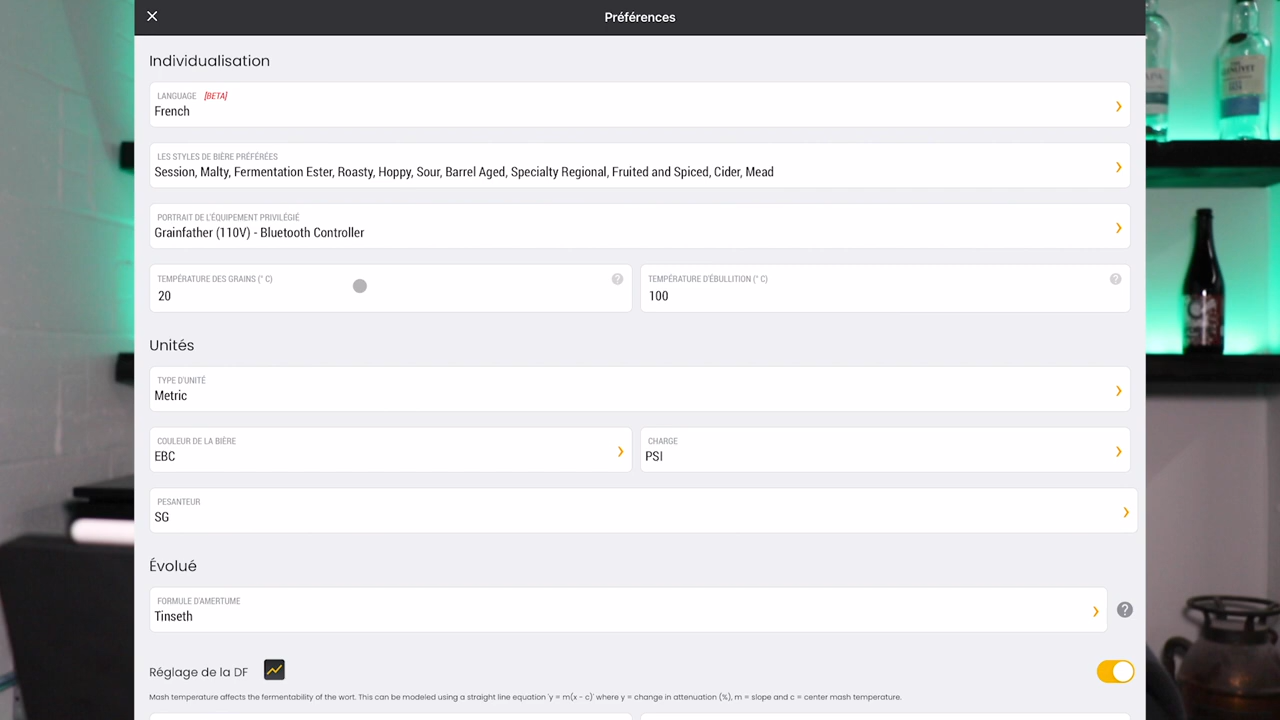 Préférences
Individualisation
LANGUAGE [BETA]
French
LES STYLES DE BIÈRE PRÉFÉRÉES
Session, Malty, Fermentation Ester, Roasty, Hoppy, Sour, Barrel Aged, Specialty Regional, Fruited and Spiced, Cider, Mead
PORTRAIT DE L'ÉQUIPEMENT PRIVILÉGIÉ
Grainfather (110V) - Bluetooth Controller
TEMPÉRATURE DES GRAINS (° C)
20
TEMPÉRATURE D'ÉBULLITION (° C)
100
Unités
TYPE D'UNITÉ
Metric
COULEUR DE LA BIÈRE
EBC
CHARGE
PSI
PESANTEUR
SG
Évolué
FORMULE D'AMERTUME
Tinseth
Réglage de la DF
Mash temperature affects the fermentability of the wort. This can be modeled using a straight line equation 'y = m(x - c)' where y = change in attenuation (%), m = slope and c = center mash temperature.